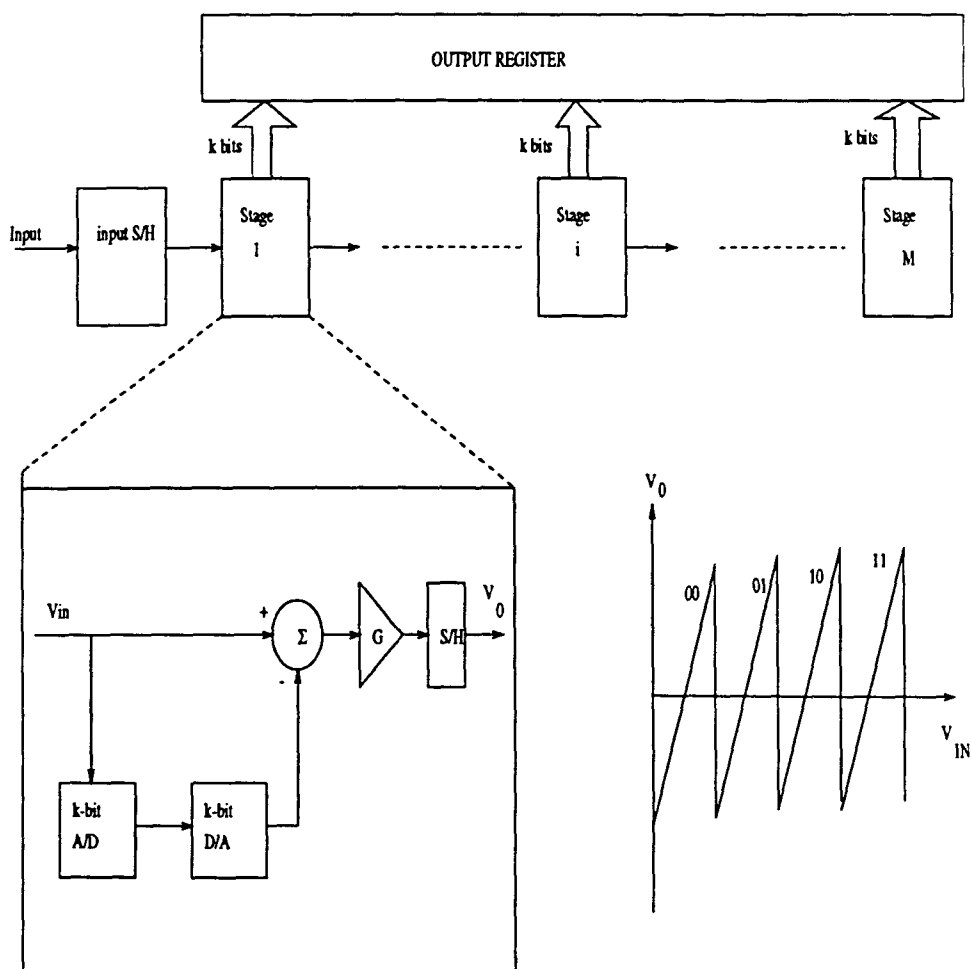 OUTPUT REGISTER
k bits
k bits
k bits
Input
input S/H
Stage
1
Stage
i
Stage
M
Vin
+
Σ
-
G
S/H
V0
k-bit
A/D
k-bit
D/A
V0
00
01
10
11
VIN